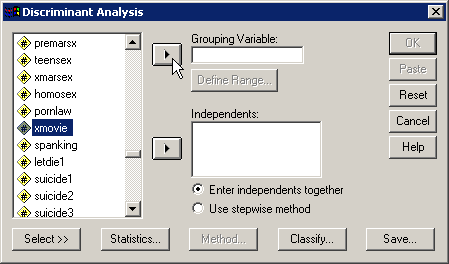 Discriminant Analysis
premarsx
teensex
xmarsex
homosex
pornlaw
xmovie
spanking
letdie1
suicide1
suicide2
suicide3
Grouping Variable:
Define Range...
Independents:
Enter independents together
Use stepwise method
OK
Paste
Reset
Cancel
Help
Select >>
Statistics...
Method...
Classify...
Save...